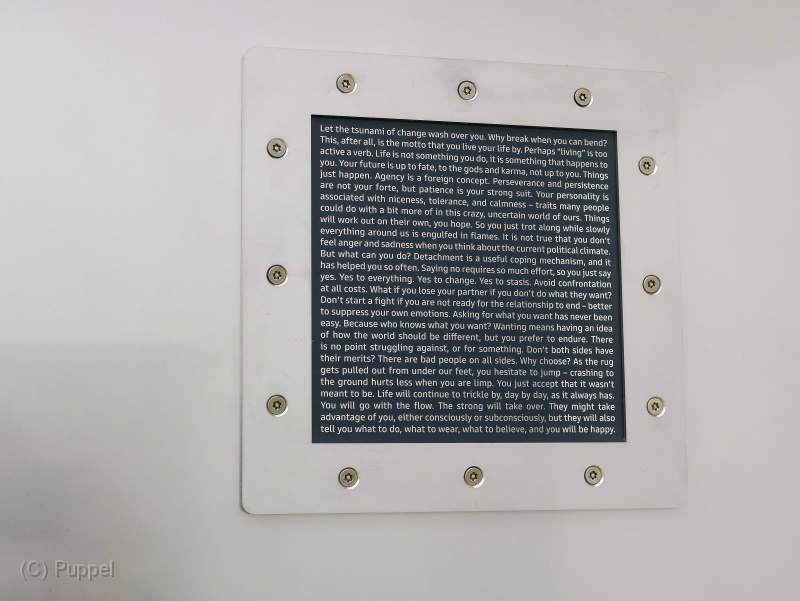 Let the tsunami of change wash over you. Why break when you can bend?
This, after all, is the motto that you live your life by. Perhaps "living" is too
active a verb. Life is not something you do, it is something that happens to
you. Your future is up to fate, to the gods and karma, not up to you. Things
just happen. Agency is a foreign concept. Perseverance and persistence
are not your forte, but patience is your strong suit. Your personality is
associated with niceness, tolerance, and calmness – traits many people
could do with a bit more of in this crazy, uncertain world of ours. Things
will work out on their own, you hope. So you just trot along while slowly
everything around us is engulfed in flames. It is not true that you don't
feel anger and sadness when you think about the current political climate.
But what can you do? Detachment is a useful coping mechanism, and it
has helped you so often. Saying no requires so much effort, so you just say
yes. Yes to everything. Yes to change. Yes to stasis. Avoid confrontation
at all costs. What if you lose your partner if you don't do what they want?
Don't start a fight if you are not ready for the relationship to end – better
to suppress your own emotions. Asking for what you want has never been
easy. Because who knows what you want? Wanting means having an idea
of how the world should be different, but you prefer to endure. There
is no point struggling against, or for something. Don't both sides have
their merits? There are bad people on all sides. Why choose? As the rug
gets pulled out from under our feet, you hesitate to jump – crashing to
the ground hurts less when you are limp. You just accept that it wasn't
meant to be. Life will continue to trickle by, day by day, as it always has.
You will go with the flow. The strong will take over. They might take
advantage of you, either consciously or subconsciously, but they will also
tell you what to do, what to wear, what to believe, and you will be happy.
(C) Puppel